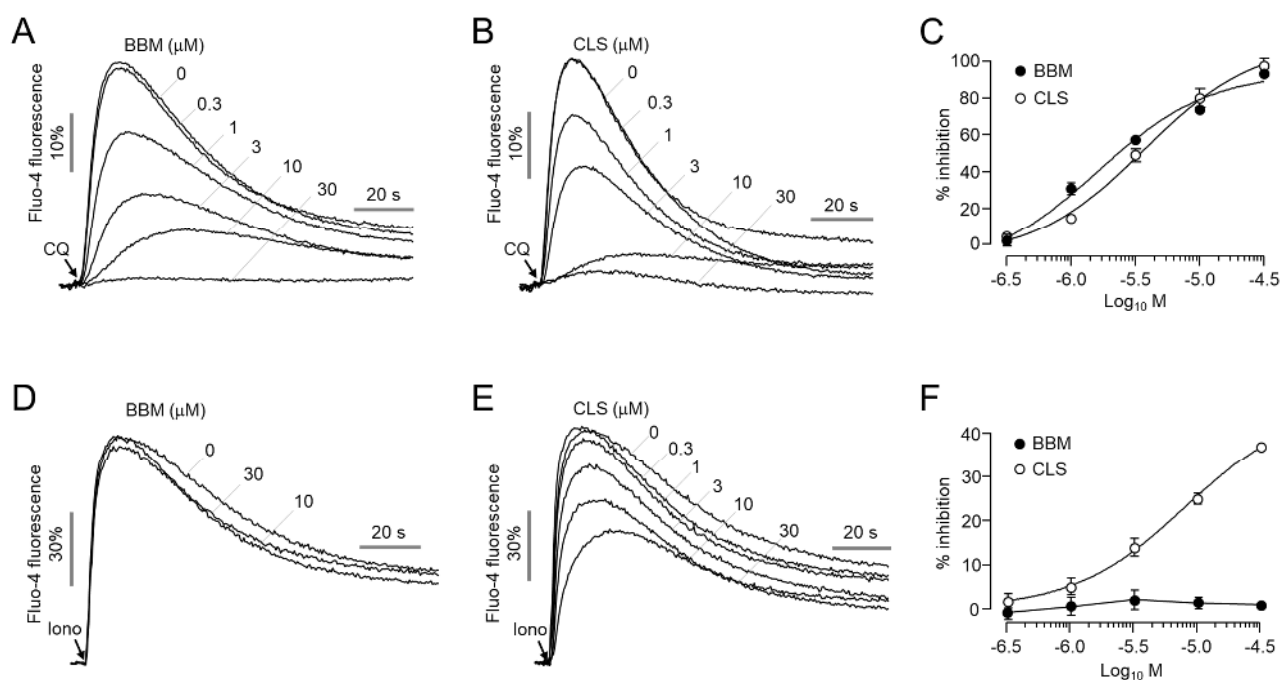 A
BBM (μM)
0
0.3
1
3
10
30
Fluo-4 fluorescence
10%
20 s
CQ
B
CLS (μM)
0
0.3
1
3
10
30
Fluo-4 fluorescence
10%
20 s
CQ
C
BBM
CLS
% inhibition
100
80
60
40
20
0
-6.5 -6.0 -5.5 -5.0 -4.5
Log10 M
D
BBM (μM)
0
30
10
Fluo-4 fluorescence
30%
20 s
Iono
E
CLS (μM)
0
0.3
1
3
10
30
Fluo-4 fluorescence
30%
20 s
Iono
F
BBM
CLS
% inhibition
40
30
20
10
0
-6.5 -6.0 -5.5 -5.0 -4.5
Log10 M